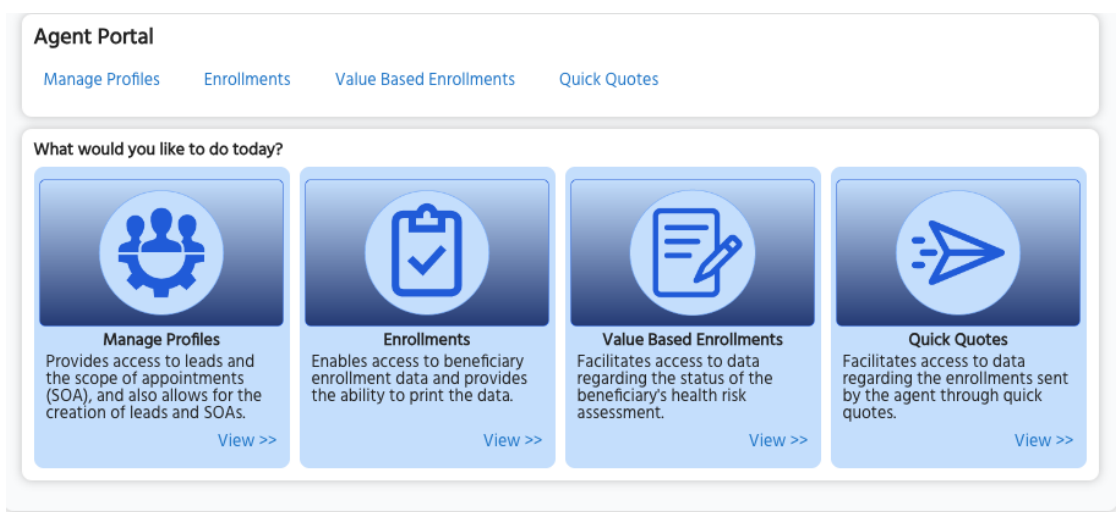 Agent Portal
Manage Profiles Enrollments Value Based Enrollments Quick Quotes
What would you like to do today?
Manage Profiles
Provides access to leads and
the scope of appointments
(SOA), and also allows for the
creation of leads and SOAs.
View >>
Enrollments
Enables access to beneficiary
enrollment data and provides
the ability to print the data.
View >>
Value Based Enrollments
Facilitates access to data
regarding the status of the
beneficiary's health risk
assessment.
View >>
Quick Quotes
Facilitates access to data
regarding the enrollments sent
by the agent through quick
quotes.
View >>